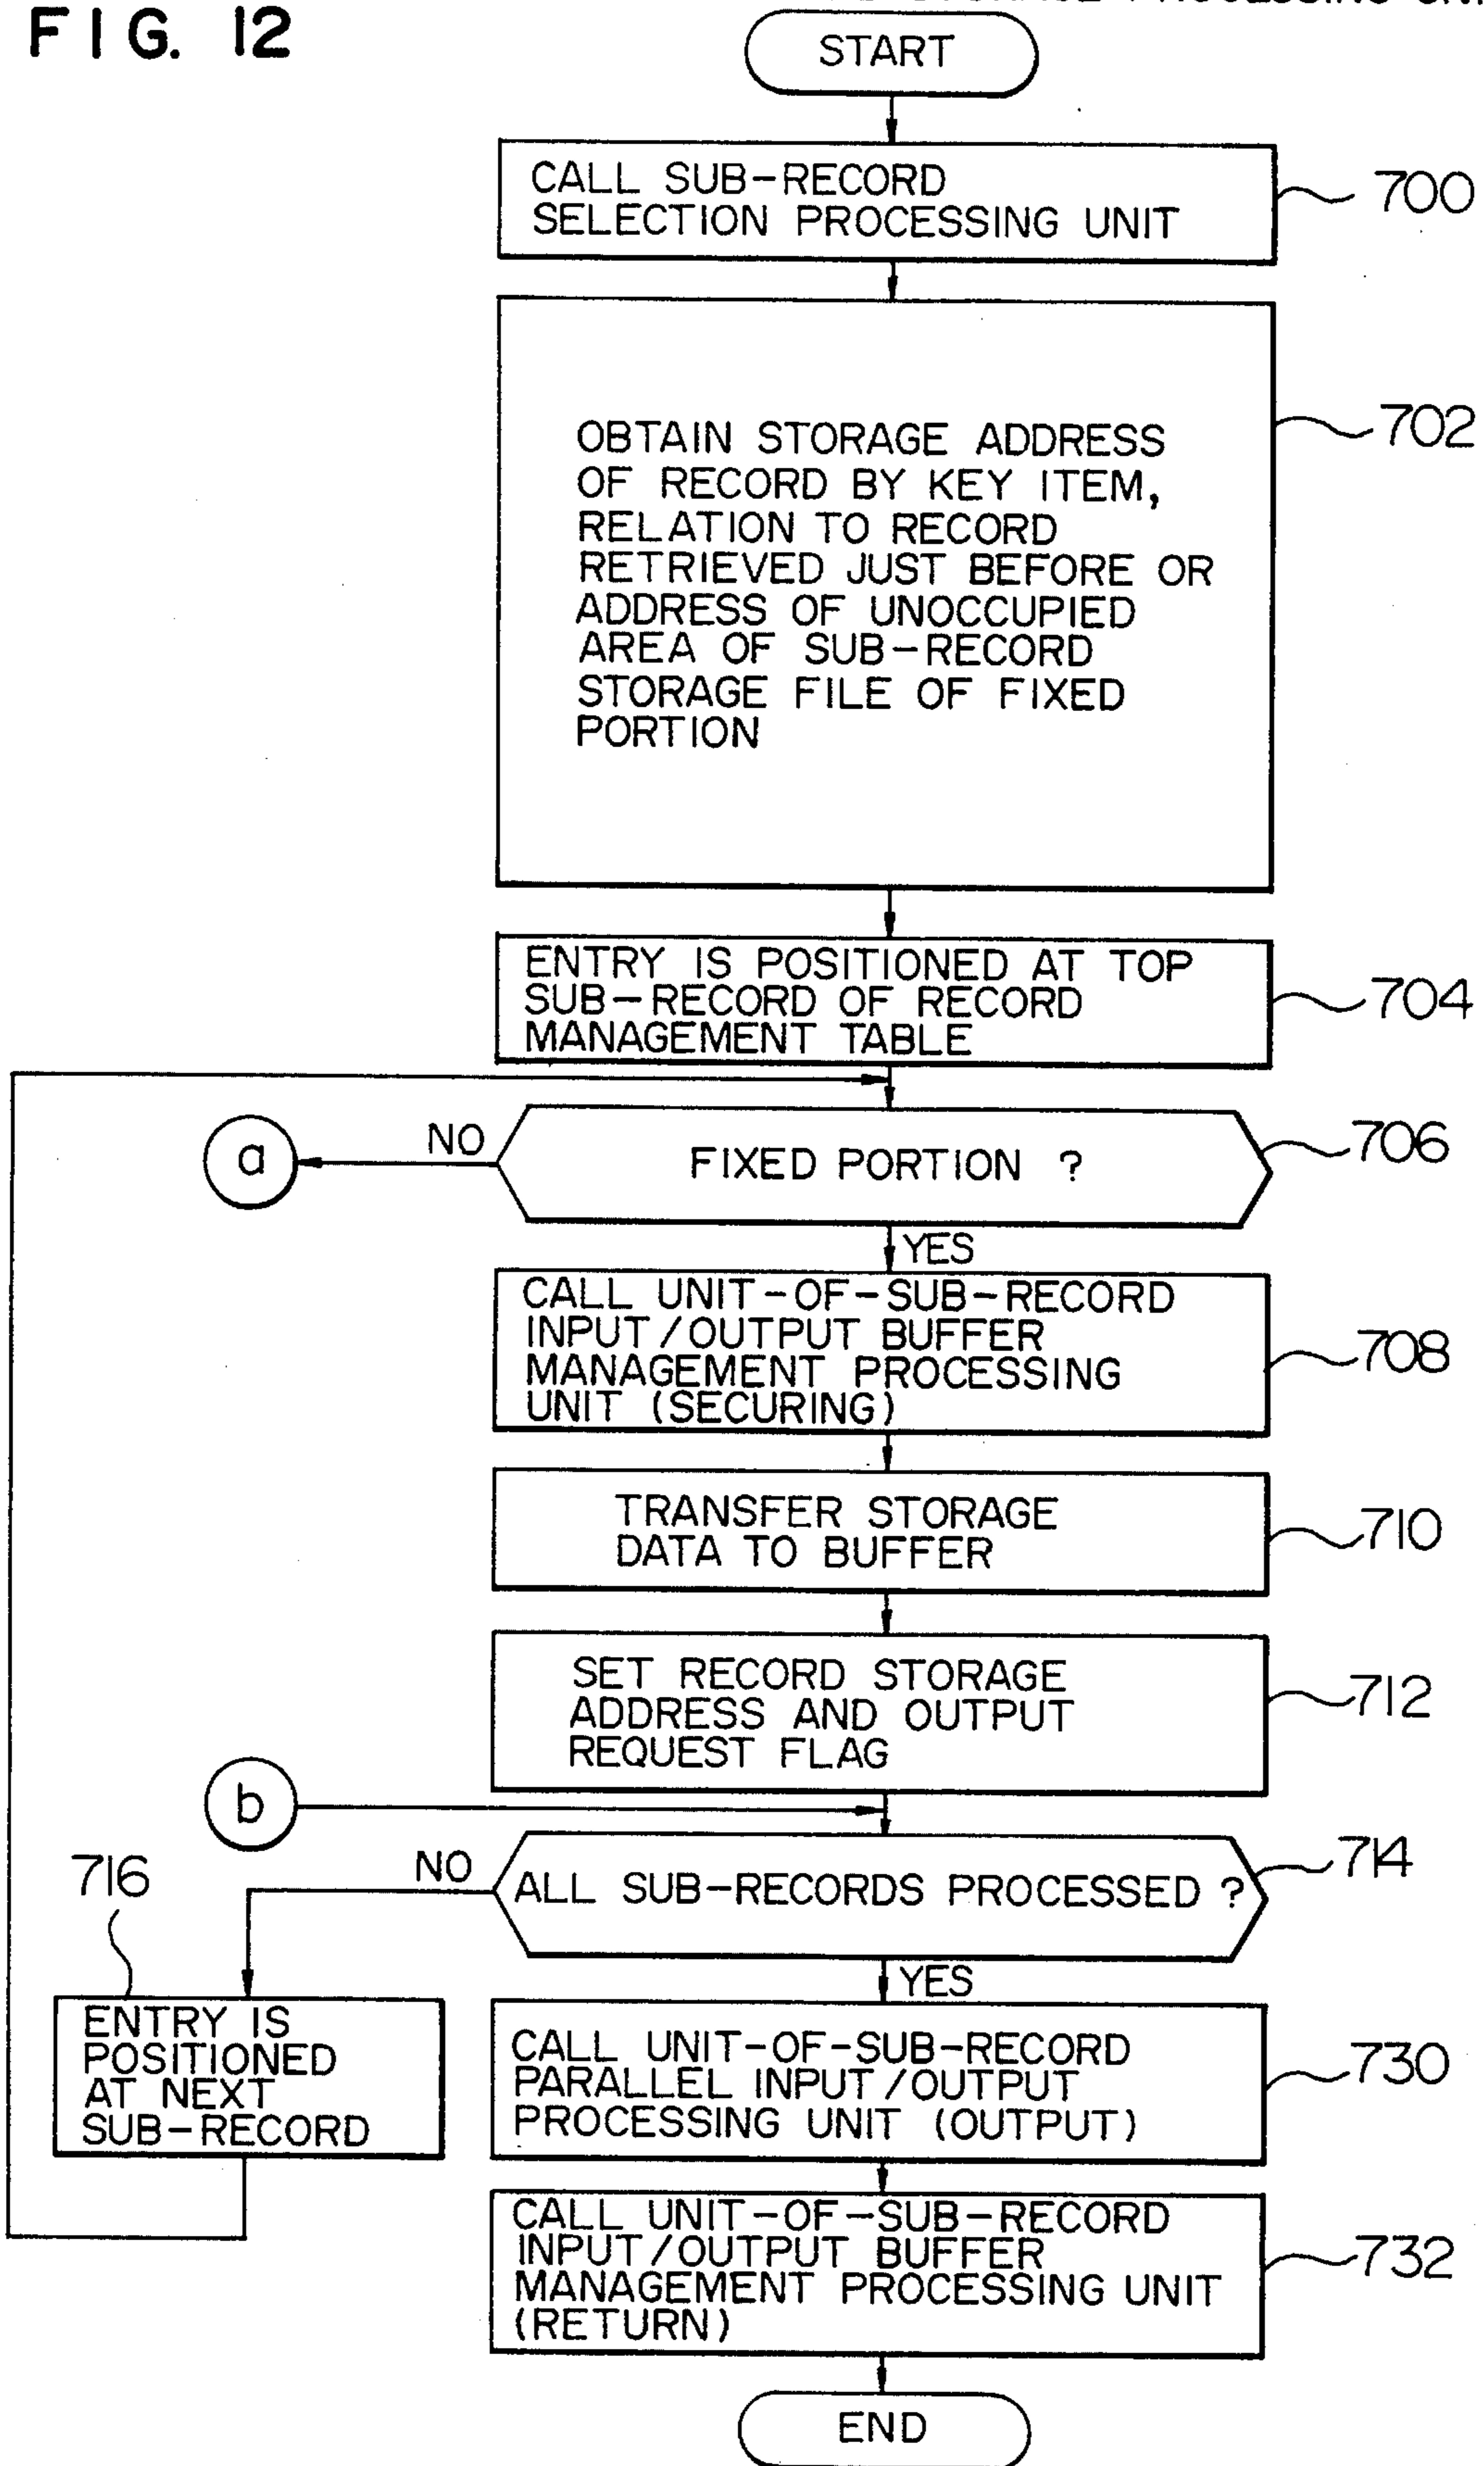 FIG. 12
PROCESSING
START
CALL SUB-RECORD
SELECTION PROCESSING UNIT
700
OBTAIN STORAGE ADDRESS
OF RECORD BY KEY ITEM,
RELATION TO RECORD
RETRIEVED JUST BEFORE OR
ADDRESS OF UNOCCUPIED
AREA OF SUB-RECORD
STORAGE FILE OF FIXED
PORTION
702
ENTRY IS POSITIONED AT TOP
SUB-RECORD OF RECORD
MANAGEMENT TABLE
704
NO
a
FIXED PORTION ?
706
YES
CALL UNIT-OF-SUB-RECORD
INPUT/OUTPUT BUFFER
MANAGEMENT PROCESSING
UNIT (SECURING)
708
TRANSFER STORAGE
DATA TO BUFFER
710
SET RECORD STORAGE
ADDRESS AND OUTPUT
REQUEST FLAG
712
b
NO
ALL SUB-RECORDS PROCESSED ?
714
716
YES
ENTRY IS
POSITIONED
AT NEXT
SUB-RECORD
CALL UNIT-OF-SUB-RECORD
PARALLEL INPUT/OUTPUT
PROCESSING UNIT (OUTPUT)
730
CALL UNIT-OF-SUB-RECORD
INPUT/OUTPUT BUFFER
MANAGEMENT PROCESSING UNIT
(RETURN)
732
END